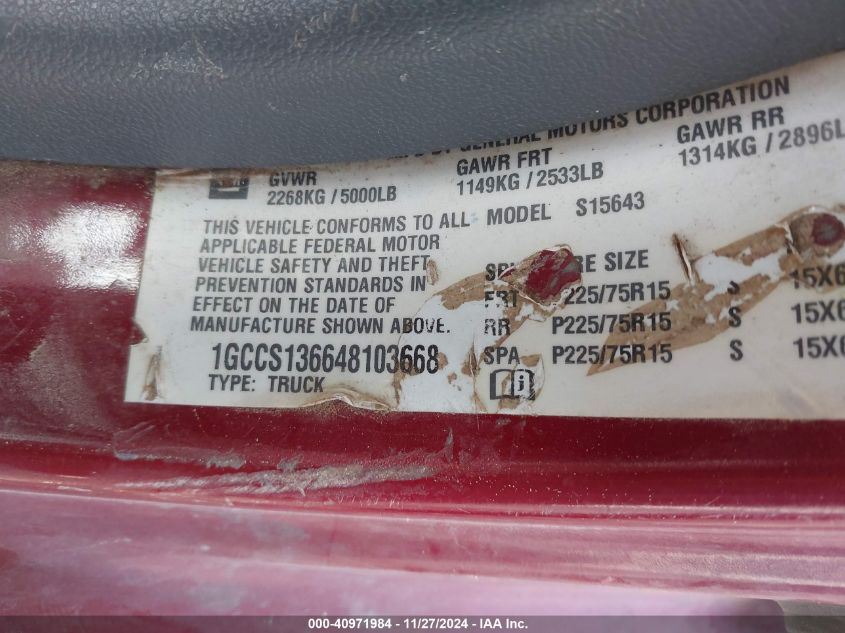 GENERAL MOTORS CORPORATION
GVWR GAWR FRT GAWR RR
2268KG / 5000LB 1149KG / 2533LB 1314KG / 2896L
THIS VEHICLE CONFORMS TO ALL MODEL S15643
APPLICABLE FEDERAL MOTOR
VEHICLE SAFETY AND THEFT SIZE
PREVENTION STANDARDS IN FRT P225/75R15 S 15X6
EFFECT ON THE DATE OF RR P225/75R15 S 15X6
MANUFACTURE SHOWN ABOVE. SPA P225/75R15 S 15X6
1GCCS136648103668
TYPE: TRUCK
000-40971984 - 11/27/2024 - IAA Inc.